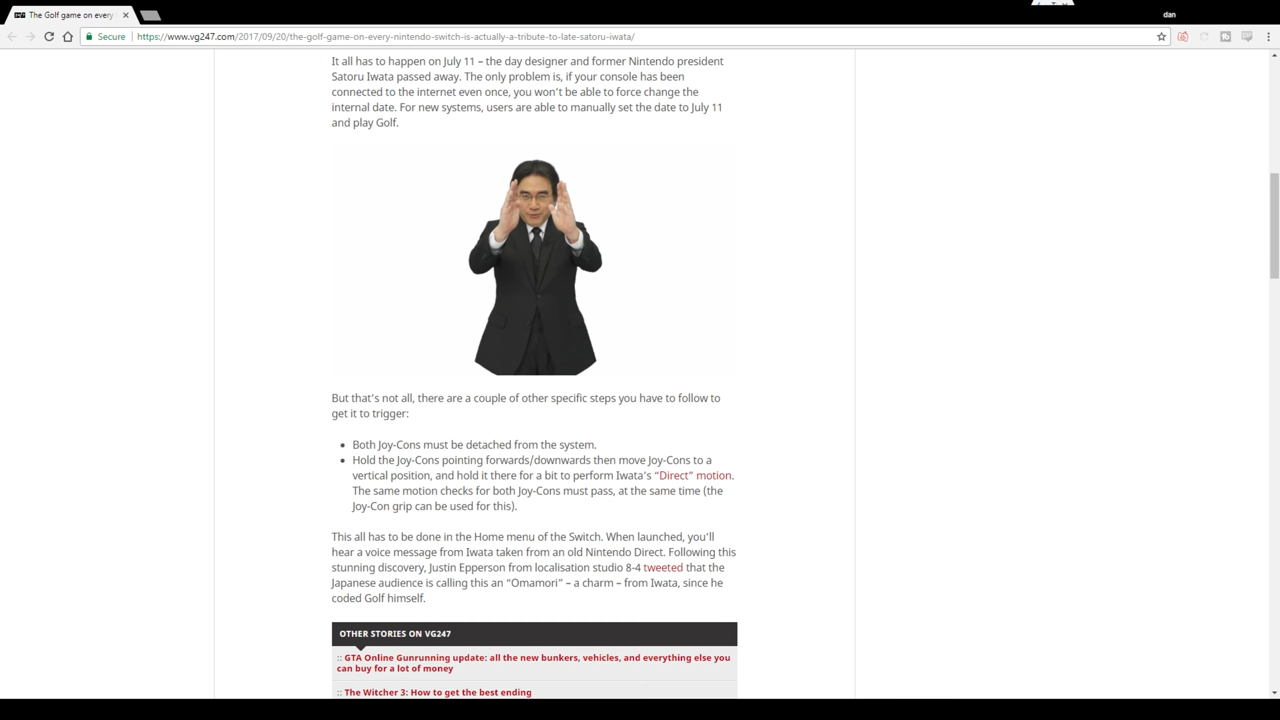 The Golf game on every
dan
Secure
https://www.vg247.com/2017/09/20/the-golf-game-on-every-nintendo-switch-is-actually-a-tribute-to-late-satoru-iwata/
It all has to happen on July 11 – the day designer and former Nintendo president
Satoru Iwata passed away. The only problem is, if your console has been
connected to the internet even once, you won’t be able to force change the
internal date. For new systems, users are able to manually set the date to July 11
and play Golf.
But that’s not all, there are a couple of other specific steps you have to follow to
get it to trigger:
Both Joy-Cons must be detached from the system.
Hold the Joy-Cons pointing forwards/downwards then move Joy-Cons to a
vertical position, and hold it there for a bit to perform Iwata’s “Direct” motion.
The same motion checks for both Joy-Cons must pass, at the same time (the
Joy-Con grip can be used for this).
This all has to be done in the Home menu of the Switch. When launched, you’ll
hear a voice message from Iwata taken from an old Nintendo Direct. Following this
stunning discovery, Justin Epperson from localisation studio 8-4 tweeted that the
Japanese audience is calling this an “Omamori” – a charm – from Iwata, since he
coded Golf himself.
OTHER STORIES ON VG247
:: GTA Online Gunrunning update: all the new bunkers, vehicles, and everything else you
can buy for a lot of money
:: The Witcher 3: How to get the best ending